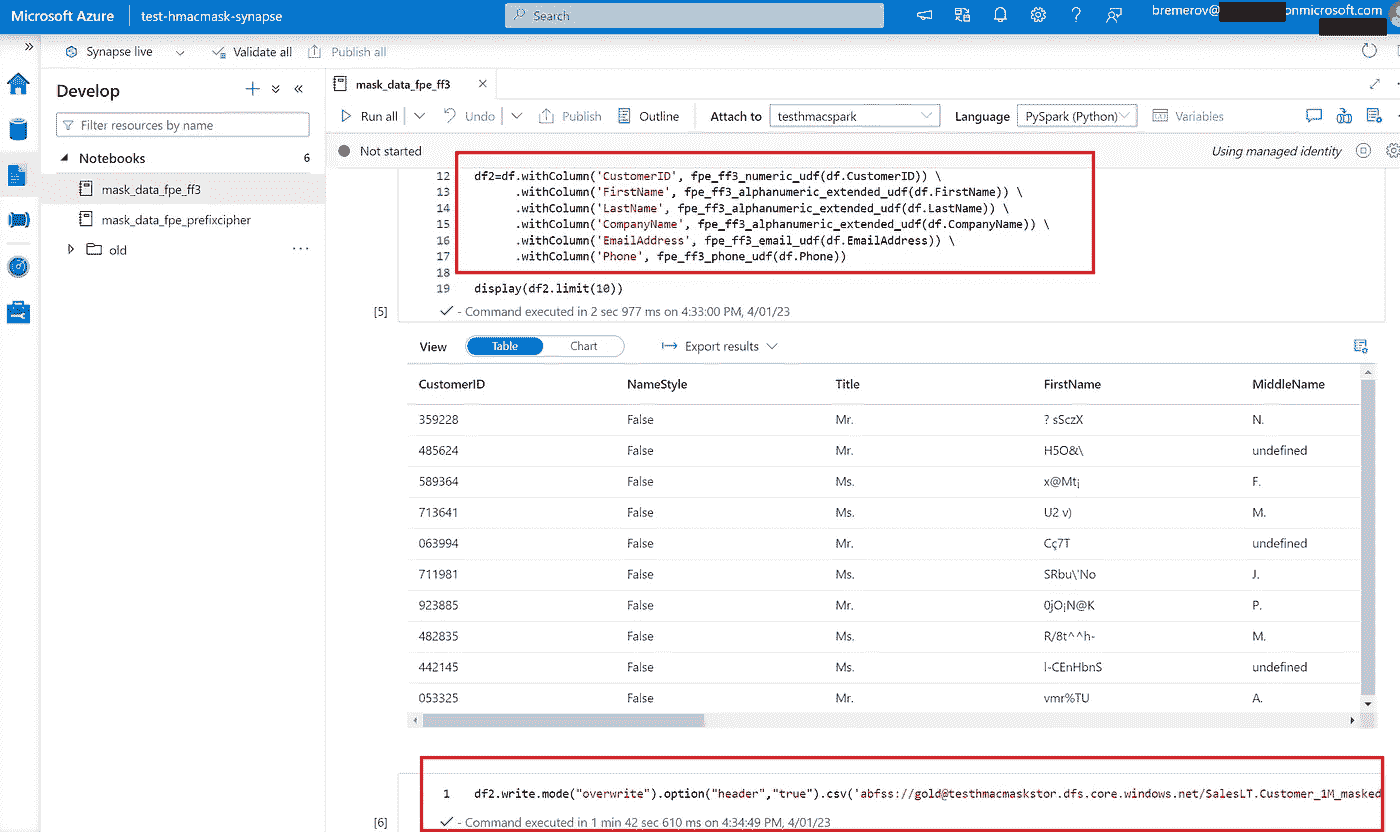 Microsoft Azure test-hmacmask-synapse Search bremerov@ onmicrosoft.com
Synapse live Validate all Publish all
Develop
Filter resources by name
Notebooks 6
mask_data_fpe_ff3
mask_data_fpe_prefixcipher
old ...
mask_data_fpe_ff3
Run all Undo Publish Outline Attach to testhmacspark Language PySpark (Python) Variables
Not started Using managed identity
12 df2=df.withColumn('CustomerID', fpe_ff3_numeric_udf(df.CustomerID)) \
13 .withColumn('FirstName', fpe_ff3_alphanumeric_extended_udf(df.FirstName)) \
14 .withColumn('LastName', fpe_ff3_alphanumeric_extended_udf(df.LastName)) \
15 .withColumn('CompanyName', fpe_ff3_alphanumeric_extended_udf(df.CompanyName)) \
16 .withColumn('EmailAddress', fpe_ff3_email_udf(df.EmailAddress)) \
17 .withColumn('Phone', fpe_ff3_phone_udf(df.Phone))
18
19 display(df2.limit(10))
[5] - Command executed in 2 sec 977 ms on 4:33:00 PM, 4/01/23
View Table Chart Export results
CustomerID NameStyle Title FirstName MiddleName
359228 False Mr. ? sSczX N.
485624 False Mr. H5O&\ undefined
589364 False Ms. x@Mt¡ F.
713641 False Ms. U2 v) M.
063994 False Mr. Cç7T undefined
711981 False Ms. SRbu\'No J.
923885 False Mr. 0jO¡N@K P.
482835 False Ms. R/8t^^h- M.
442145 False Ms. l-CEnHbnS undefined
053325 False Mr. vmr%TU A.
1 df2.write.mode("overwrite").option("header","true").csv('abfss://gold@testhmacmaskstor.dfs.core.windows.net/SalesLT.Customer_1M_masked
[6] - Command executed in 1 min 42 sec 610 ms on 4:34:49 PM, 4/01/23